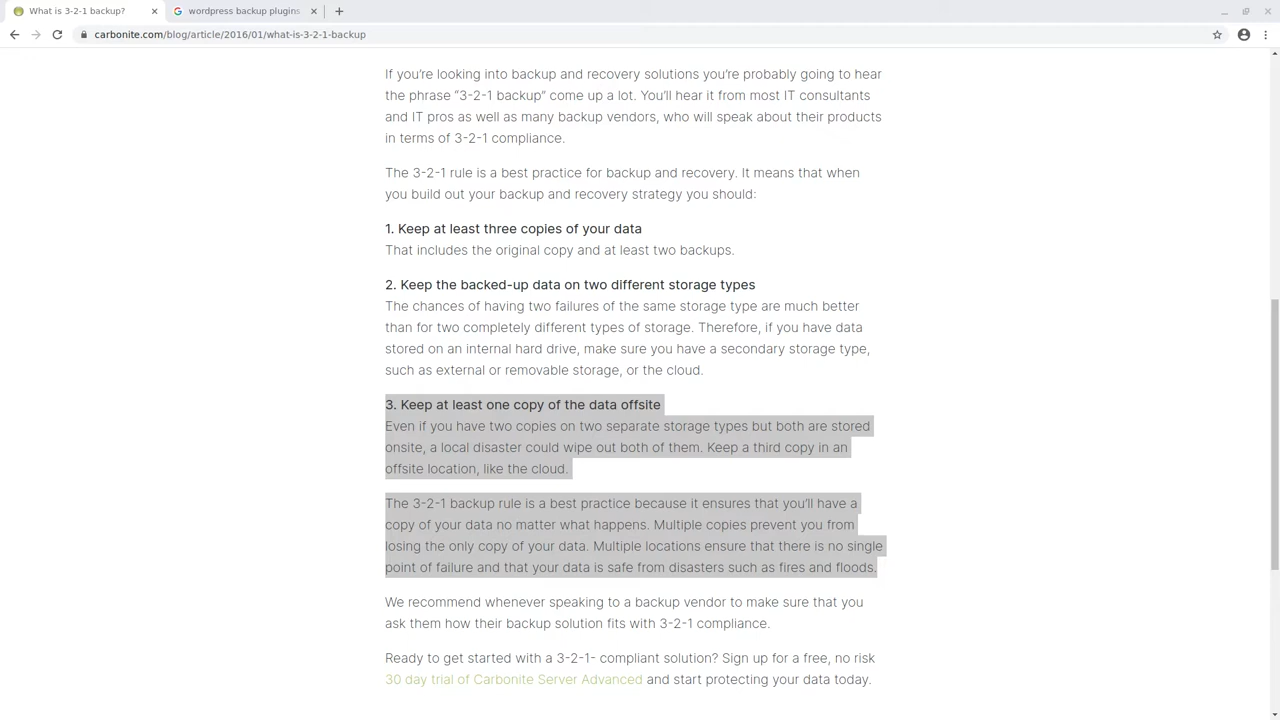 What is 3-2-1 backup?
wordpress backup plugins
carbonite.com/blog/article/2016/01/what-is-3-2-1-backup
If you’re looking into backup and recovery solutions you’re probably going to hear
the phrase “3-2-1 backup” come up a lot. You’ll hear it from most IT consultants
and IT pros as well as many backup vendors, who will speak about their products
in terms of 3-2-1 compliance.
The 3-2-1 rule is a best practice for backup and recovery. It means that when
you build out your backup and recovery strategy you should:
1. Keep at least three copies of your data
That includes the original copy and at least two backups.
2. Keep the backed-up data on two different storage types
The chances of having two failures of the same storage type are much better
than for two completely different types of storage. Therefore, if you have data
stored on an internal hard drive, make sure you have a secondary storage type,
such as external or removable storage, or the cloud.
3. Keep at least one copy of the data offsite
Even if you have two copies on two separate storage types but both are stored
onsite, a local disaster could wipe out both of them. Keep a third copy in an
offsite location, like the cloud.
The 3-2-1 backup rule is a best practice because it ensures that you’ll have a
copy of your data no matter what happens. Multiple copies prevent you from
losing the only copy of your data. Multiple locations ensure that there is no single
point of failure and that your data is safe from disasters such as fires and floods.
We recommend whenever speaking to a backup vendor to make sure that you
ask them how their backup solution fits with 3-2-1 compliance.
Ready to get started with a 3-2-1- compliant solution? Sign up for a free, no risk
30 day trial of Carbonite Server Advanced and start protecting your data today.